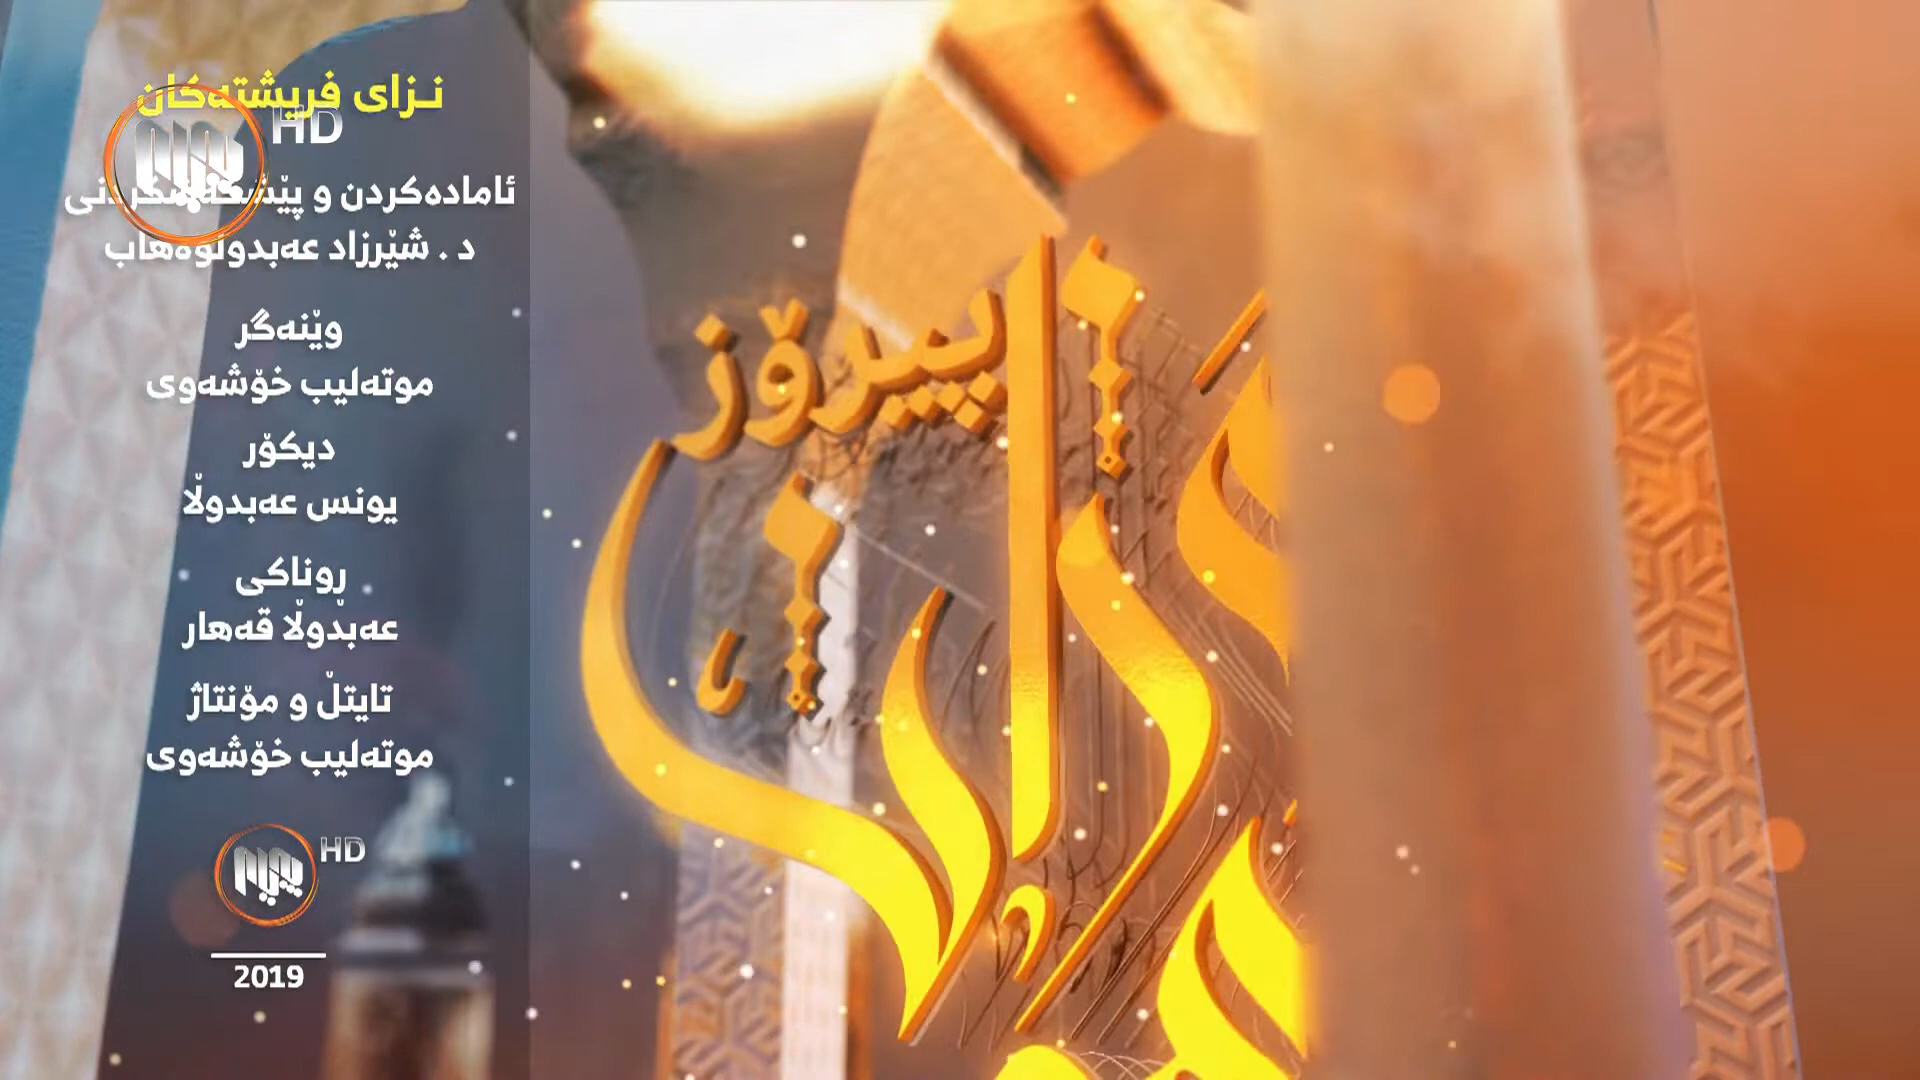 نـزای فریشتەکان
HD
ئامادەکردن و پێشکەشکردنی
د . شێرزاد عەبدولوەهاب
وێنەگر
موتەلیب خۆشەوی
دیکۆر
یونس عەبدوڵا
ڕوناکی
عەبدوڵا قەهار
تایتڵ و مۆنتاژ
موتەلیب خۆشەوی
HD
2019
پیرۆز